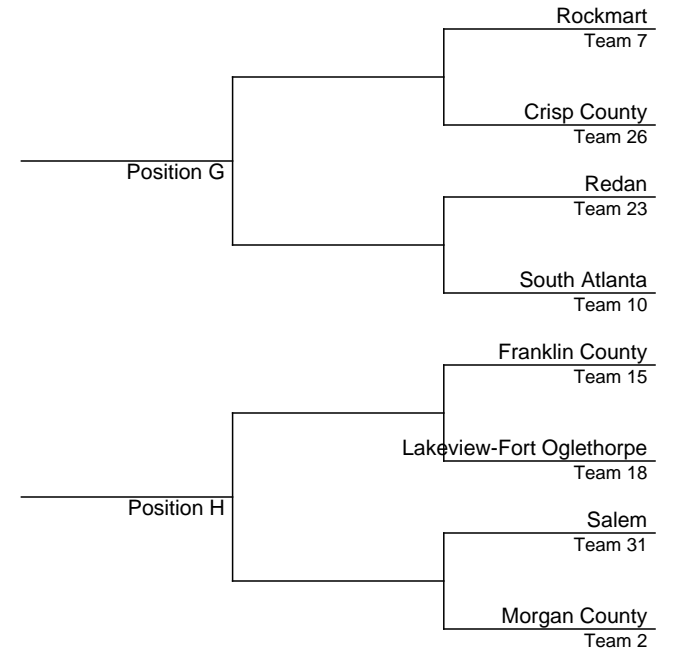 Rockmart
Team 7
Crisp County
Team 26
Position G
Redan
Team 23
South Atlanta
Team 10
Franklin County
Team 15
Lakeview-Fort Oglethorpe
Team 18
Position H
Salem
Team 31
Morgan County
Team 2